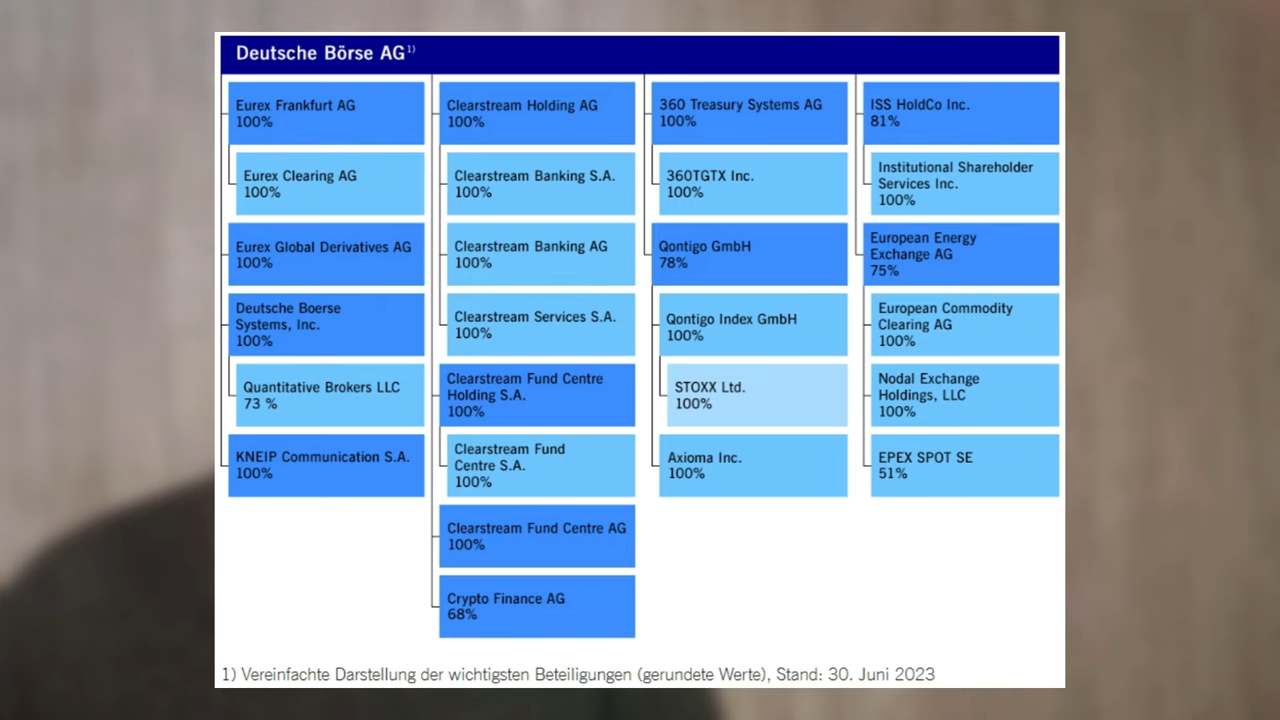 Deutsche Börse AG1)
Eurex Frankfurt AG
100%
Eurex Clearing AG
100%
Eurex Global Derivatives AG
100%
Deutsche Boerse
Systems, Inc.
100%
Quantitative Brokers LLC
73 %
KNEIP Communication S.A.
100%
Clearstream Holding AG
100%
Clearstream Banking S.A.
100%
Clearstream Banking AG
100%
Clearstream Services S.A.
100%
Clearstream Fund Centre
Holding S.A.
100%
Clearstream Fund
Centre S.A.
100%
Clearstream Fund Centre AG
100%
Crypto Finance AG
68%
360 Treasury Systems AG
100%
360TGTX Inc.
100%
Qontigo GmbH
78%
Qontigo Index GmbH
100%
STOXX Ltd.
100%
Axioma Inc.
100%
ISS HoldCo Inc.
81%
Institutional Shareholder
Services Inc.
100%
European Energy
Exchange AG
75%
European Commodity
Clearing AG
100%
Nodal Exchange
Holdings, LLC
100%
EPEX SPOT SE
51%
1) Vereinfachte Darstellung der wichtigsten Beteiligungen (gerundete Werte), Stand: 30. Juni 2023